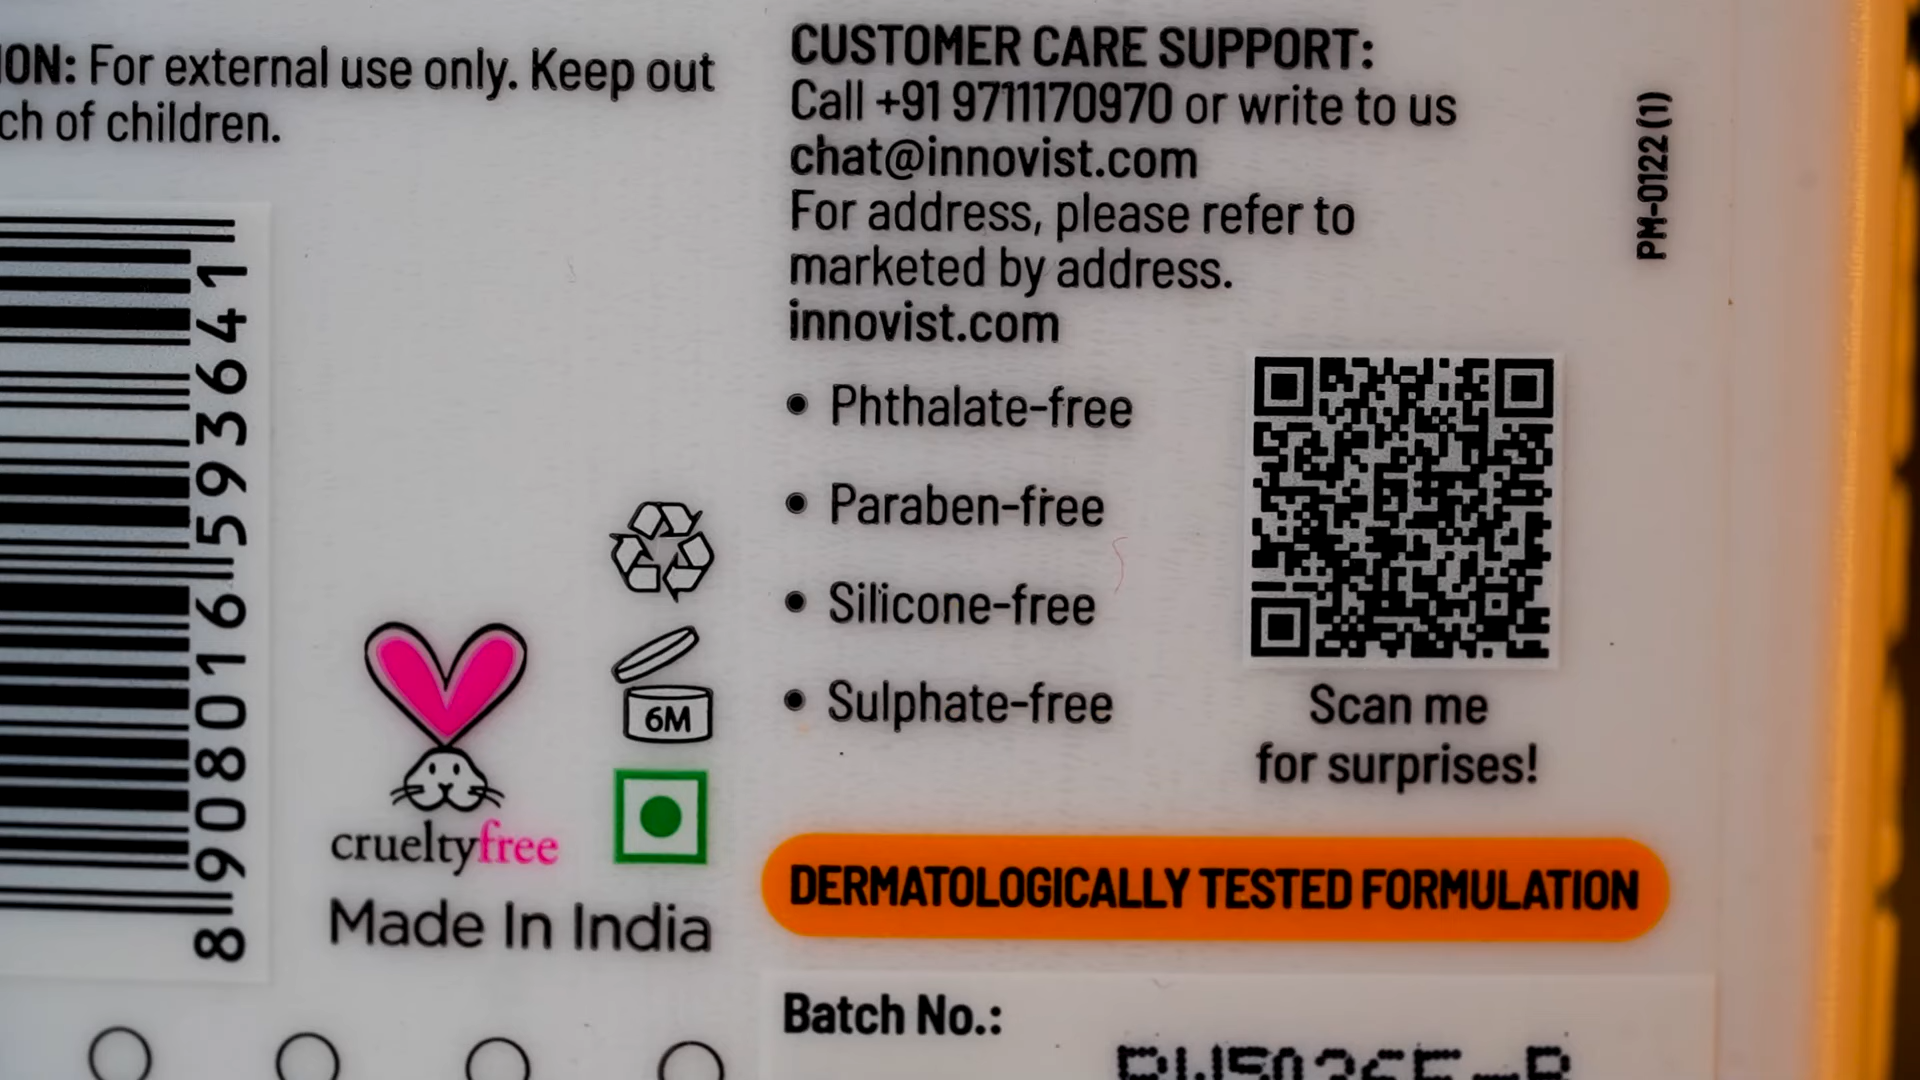 ION: For external use only. Keep out
ch of children.
8 908016 593641
6M
crueltyfree
Made In India
CUSTOMER CARE SUPPORT:
Call +91 9711170970 or write to us
chat@innovist.com
For address, please refer to
marketed by address.
innovist.com
• Phthalate-free
• Paraben-free
• Silicone-free
• Sulphate-free
PM-0122 (1)
Scan me
for surprises!
DERMATOLOGICALLY TESTED FORMULATION
Batch No.: